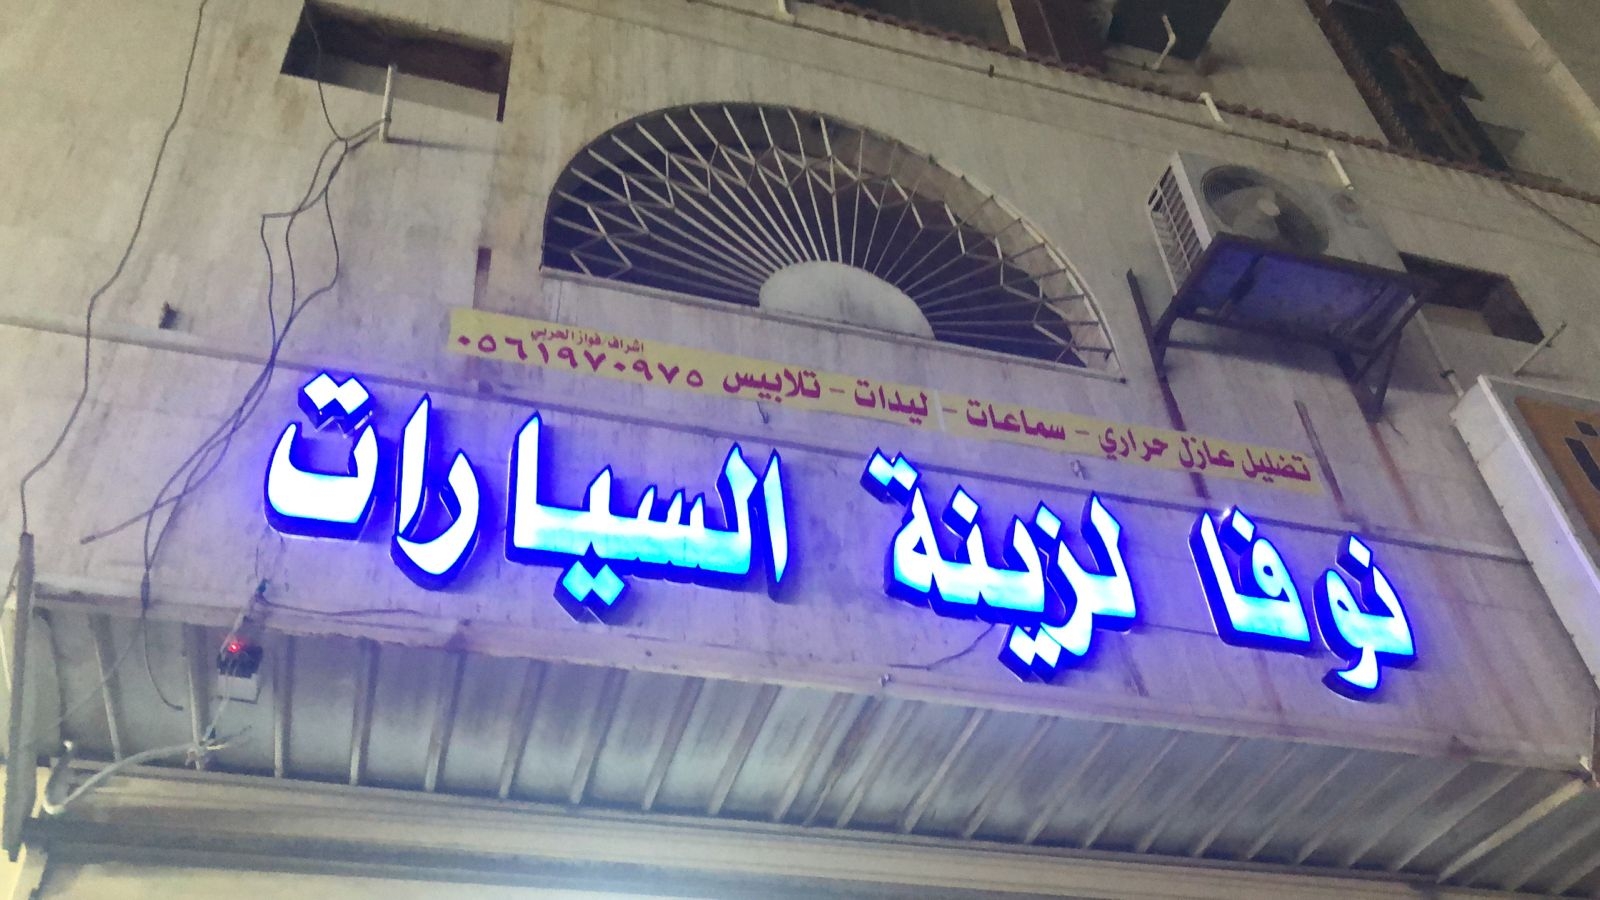 اشراف/ فواز الحربي
تضليل عازل حراري - سماعات - ليدات - تلابيس ٠٥٦١٩٧٠٩٧٥
نوفا لزينة السيارات